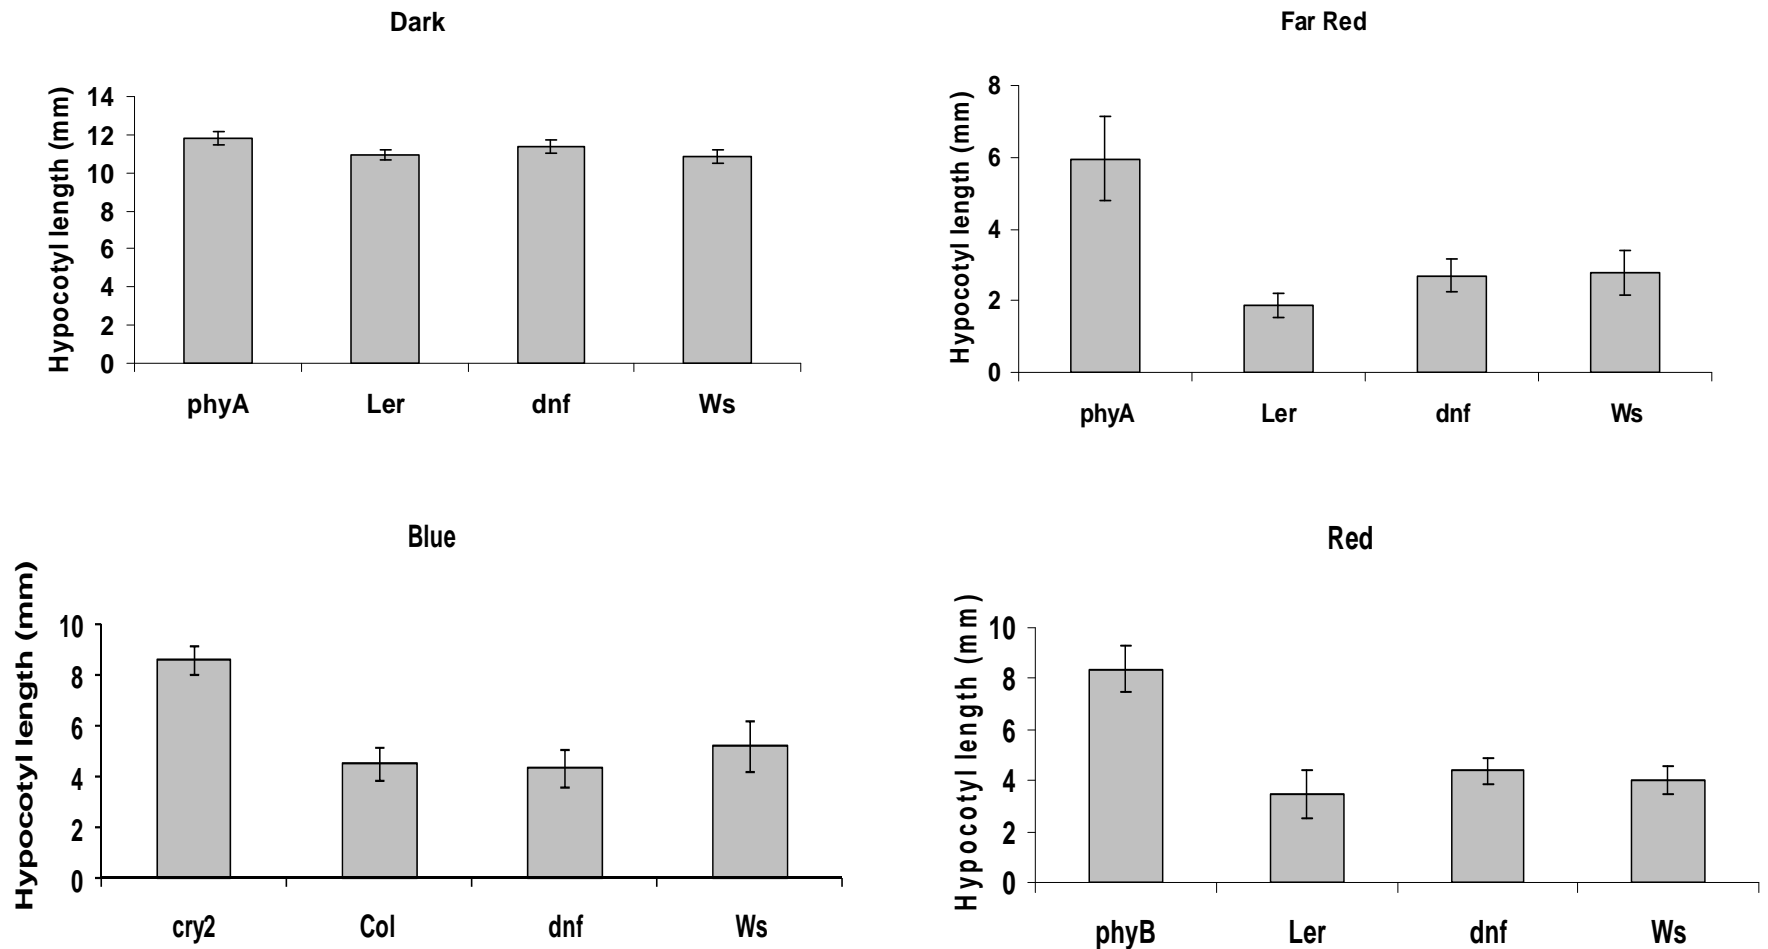 Dark
Hypocotyl length (mm)
14
12
10
8
6
4
2
0
phyA Ler dnf Ws
Far Red
Hypocotyl length (mm)
8
6
4
2
0
phyA Ler dnf Ws
Blue
Hypocotyl length (mm)
10
8
6
4
2
0
cry2 Col dnf Ws
Red
Hypocotyl length (mm)
10
8
6
4
2
0
phyB Ler dnf Ws